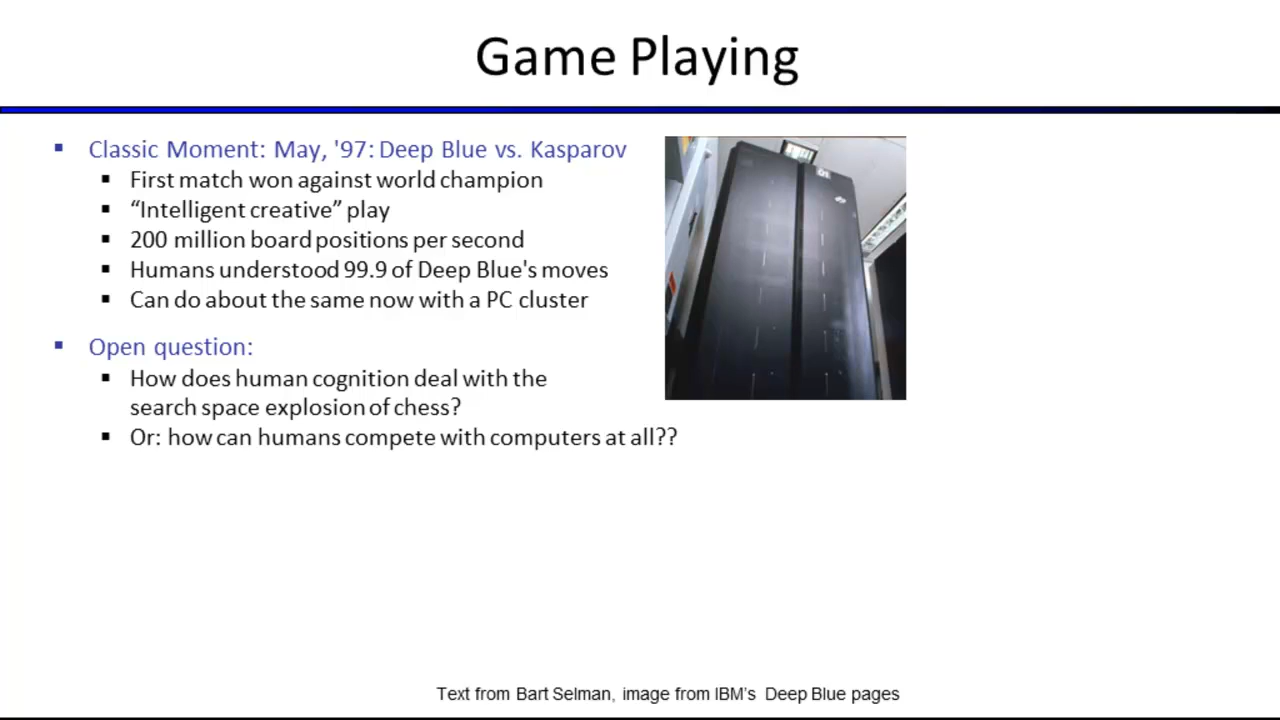 Game Playing
Classic Moment: May, '97: Deep Blue vs. Kasparov
First match won against world champion
“Intelligent creative” play
200 million board positions per second
Humans understood 99.9 of Deep Blue's moves
Can do about the same now with a PC cluster
Open question:
How does human cognition deal with the
search space explosion of chess?
Or: how can humans compete with computers at all??
Text from Bart Selman, image from IBM’s Deep Blue pages